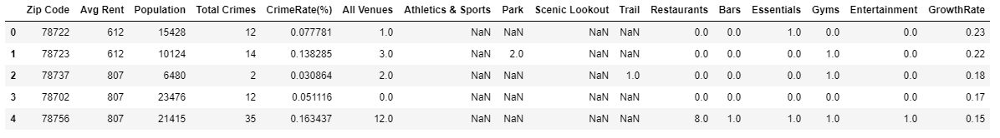 Zip Code Avg Rent Population Total Crimes CrimeRate(%) All Venues Athletics & Sports Park Scenic Lookout Trail Restaurants Bars Essentials Gyms Entertainment GrowthRate
0 78722 612 15428 12 0.077781 1.0 NaN NaN NaN NaN 0.0 0.0 1.0 0.0 0.0 0.23
1 78723 612 10124 14 0.138285 3.0 NaN 2.0 NaN NaN 0.0 0.0 0.0 1.0 0.0 0.22
2 78737 807 6480 2 0.030864 2.0 NaN NaN NaN 1.0 0.0 0.0 0.0 1.0 0.0 0.18
3 78702 807 23476 12 0.051116 0.0 NaN NaN NaN NaN 0.0 0.0 0.0 0.0 0.0 0.17
4 78756 807 21415 35 0.163437 12.0 NaN NaN NaN NaN 8.0 1.0 1.0 1.0 1.0 0.15